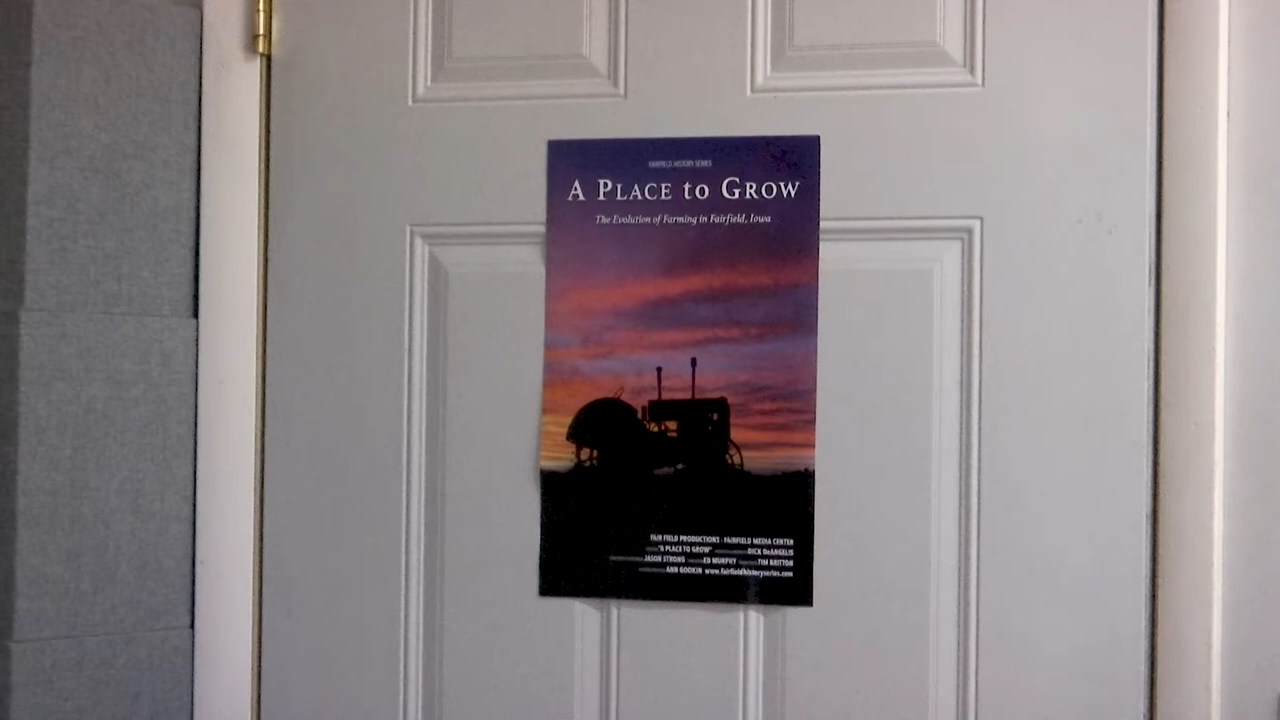 FAIRFIELD HISTORY SERIES
A PLACE to GROW
The Evolution of Farming in Fairfield, Iowa
FAIR FIELD PRODUCTIONS · FAIRFIELD MEDIA CENTER
"A PLACE TO GROW" DICK DeANGELIS
JASON STRONG ED MURPHY TIM BRITTON
ANN GOOKIN www.fairfieldhistoryseries.com